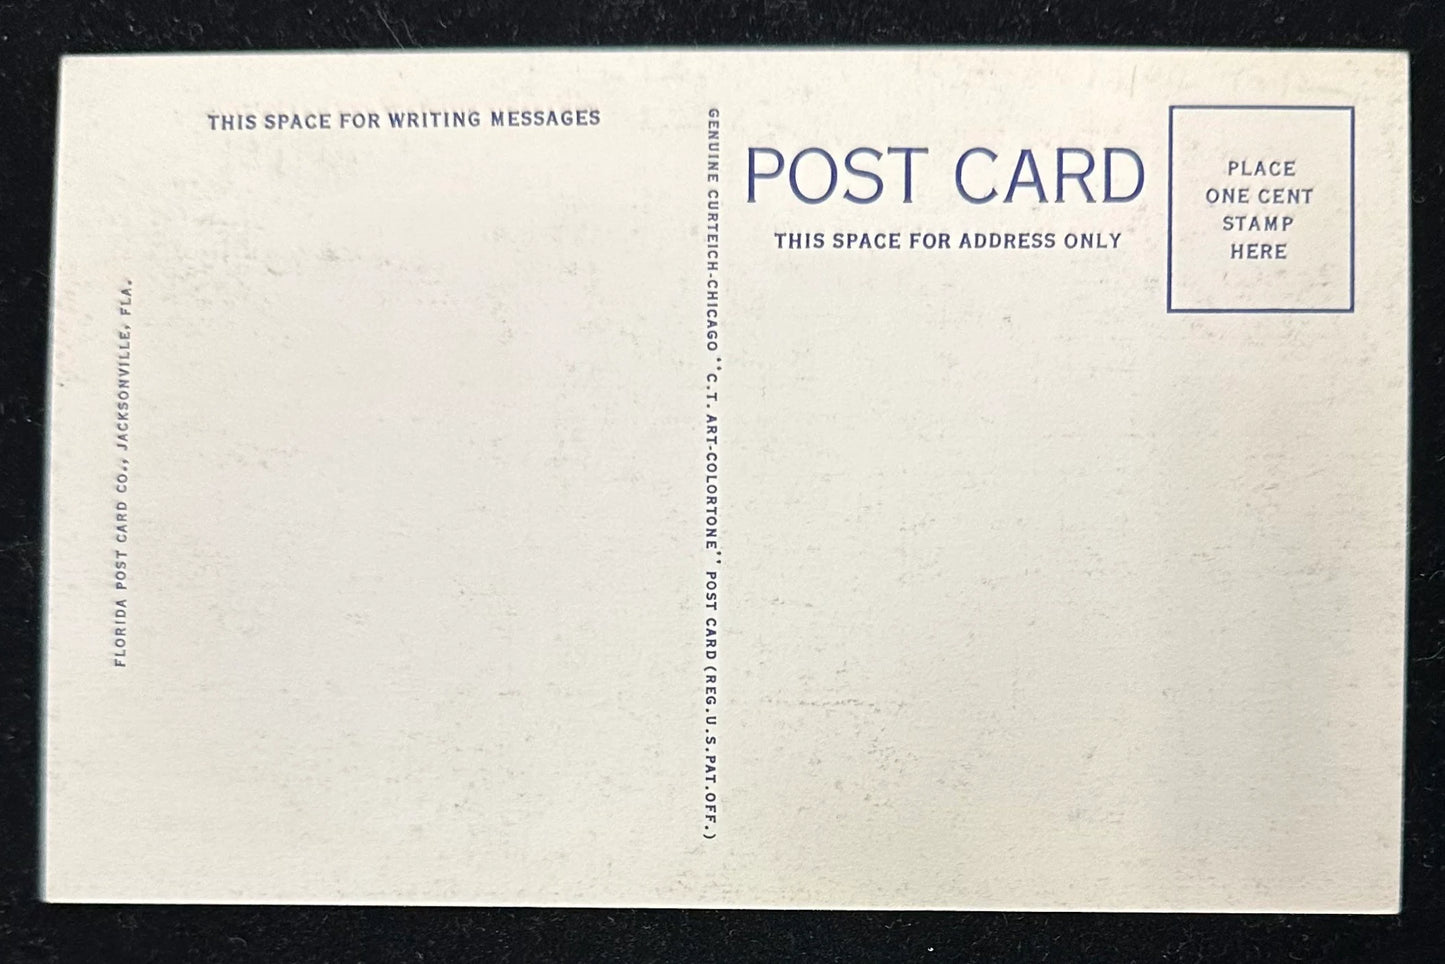 THIS SPACE FOR WRITING MESSAGES
FLORIDA POST CARD CO., JACKSONVILLE, FLA.
GENUINE CURTEICH-CHICAGO "C.T. ART-COLORTONE" POST CARD (REG.U.S.PAT.OFF.)
POST CARD
THIS SPACE FOR ADDRESS ONLY
PLACE
ONE CENT
STAMP
HERE